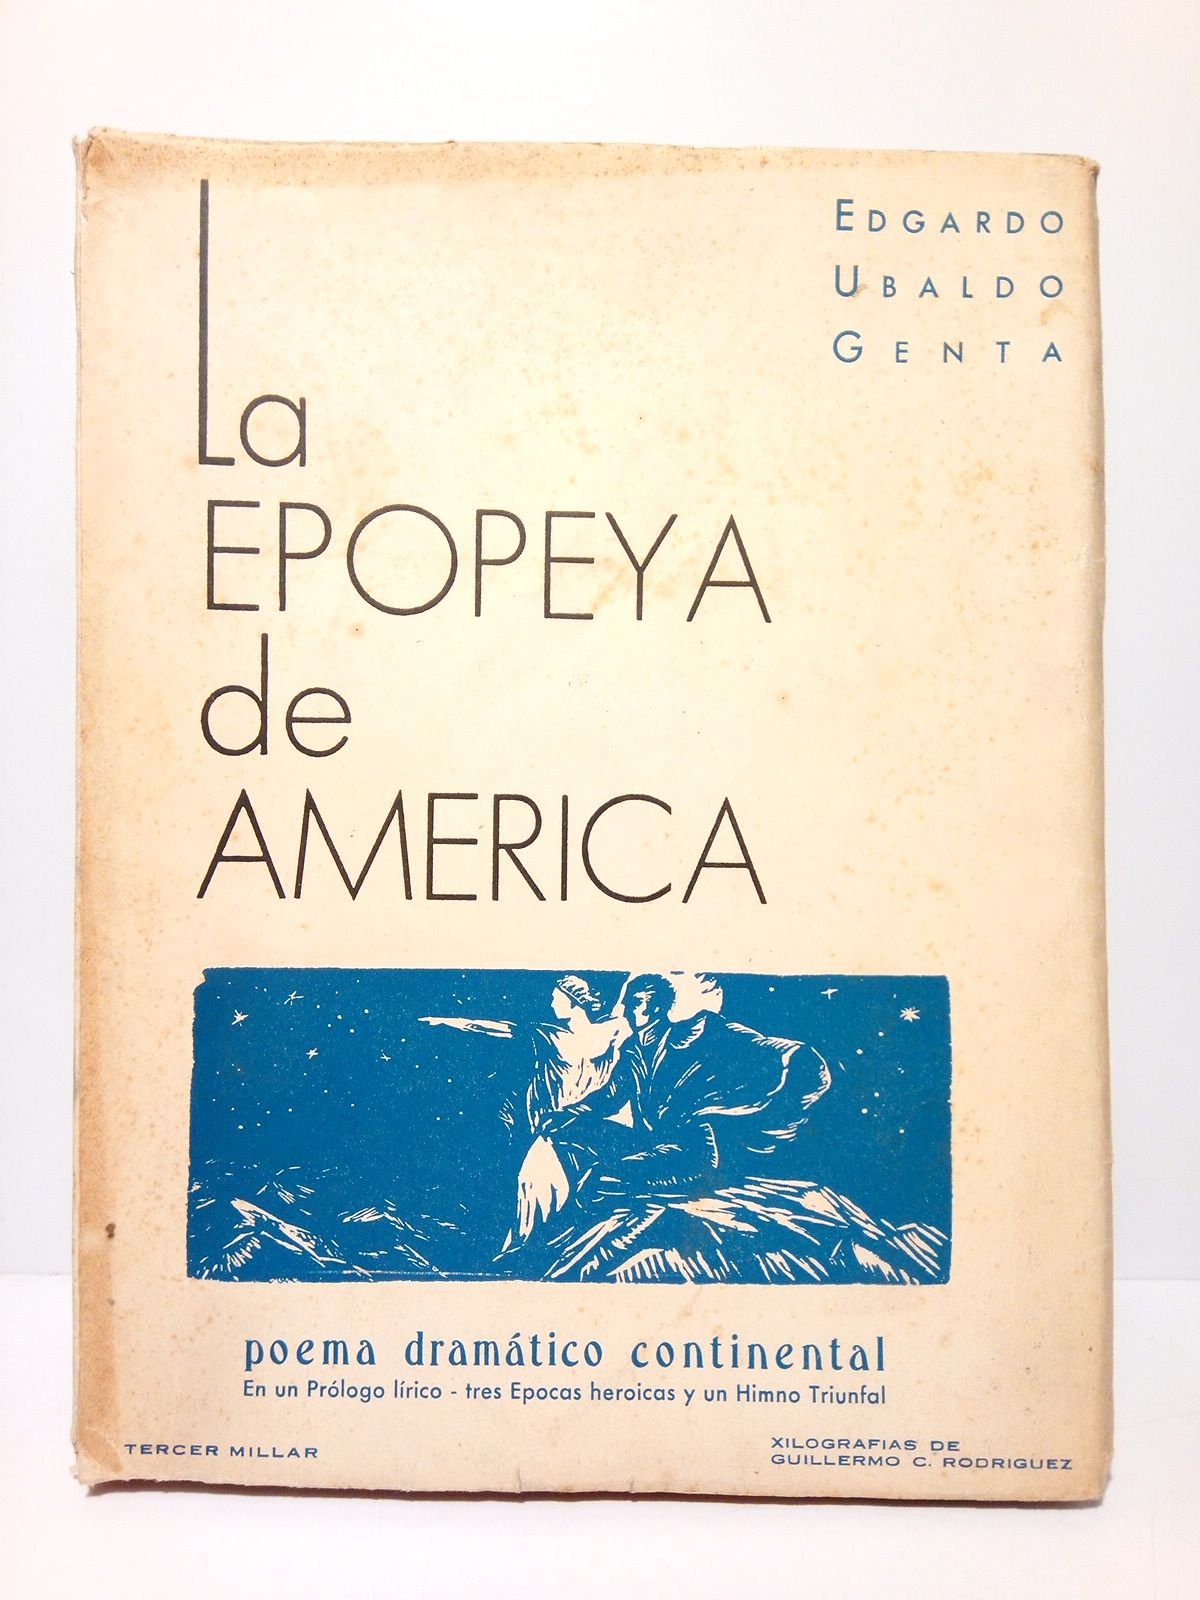 EDGARDO
UBALDO
GENTA
La
EPOPEYA
de
AMERICA
poema dramático continental
En un Prólogo lírico - tres Epocas heroicas y un Himno Triunfal
TERCER MILLAR
XILOGRAFIAS DE
GUILLERMO C. RODRIGUEZ